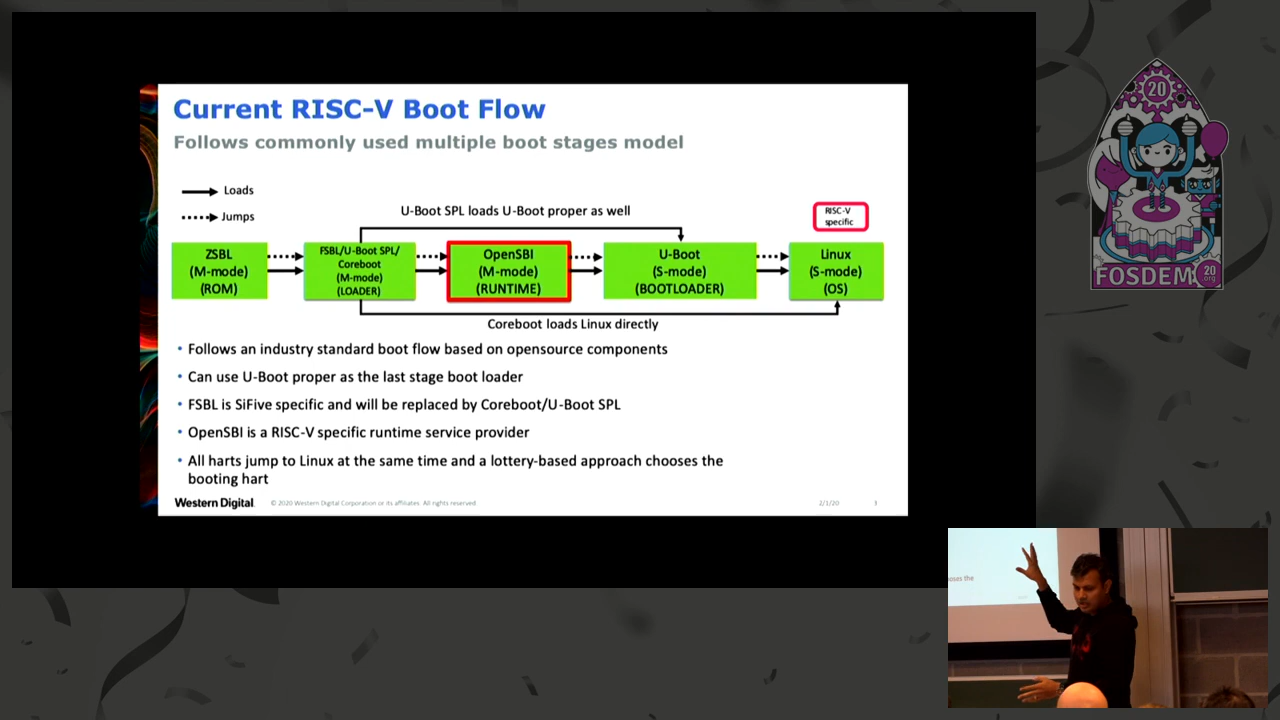 Current RISC-V Boot Flow
Follows commonly used multiple boot stages model
Loads
Jumps
U-Boot SPL loads U-Boot proper as well
RISC-V
specific
ZSBL
(M-mode)
(ROM)
FSBL/U-Boot SPL/
Coreboot
(M-mode)
(LOADER)
OpenSBI
(M-mode)
(RUNTIME)
U-Boot
(S-mode)
(BOOTLOADER)
Linux
(S-mode)
(OS)
Coreboot loads Linux directly
• Follows an industry standard boot flow based on opensource components
• Can use U-Boot proper as the last stage boot loader
• FSBL is SiFive specific and will be replaced by Coreboot/U-Boot SPL
• OpenSBI is a RISC-V specific runtime service provider
• All harts jump to Linux at the same time and a lottery-based approach chooses the
booting hart
Western Digital
© 2020 Western Digital Corporation or its affiliates. All rights reserved.
2/1/20
3
20
FOSDEM
20
.org
oses the